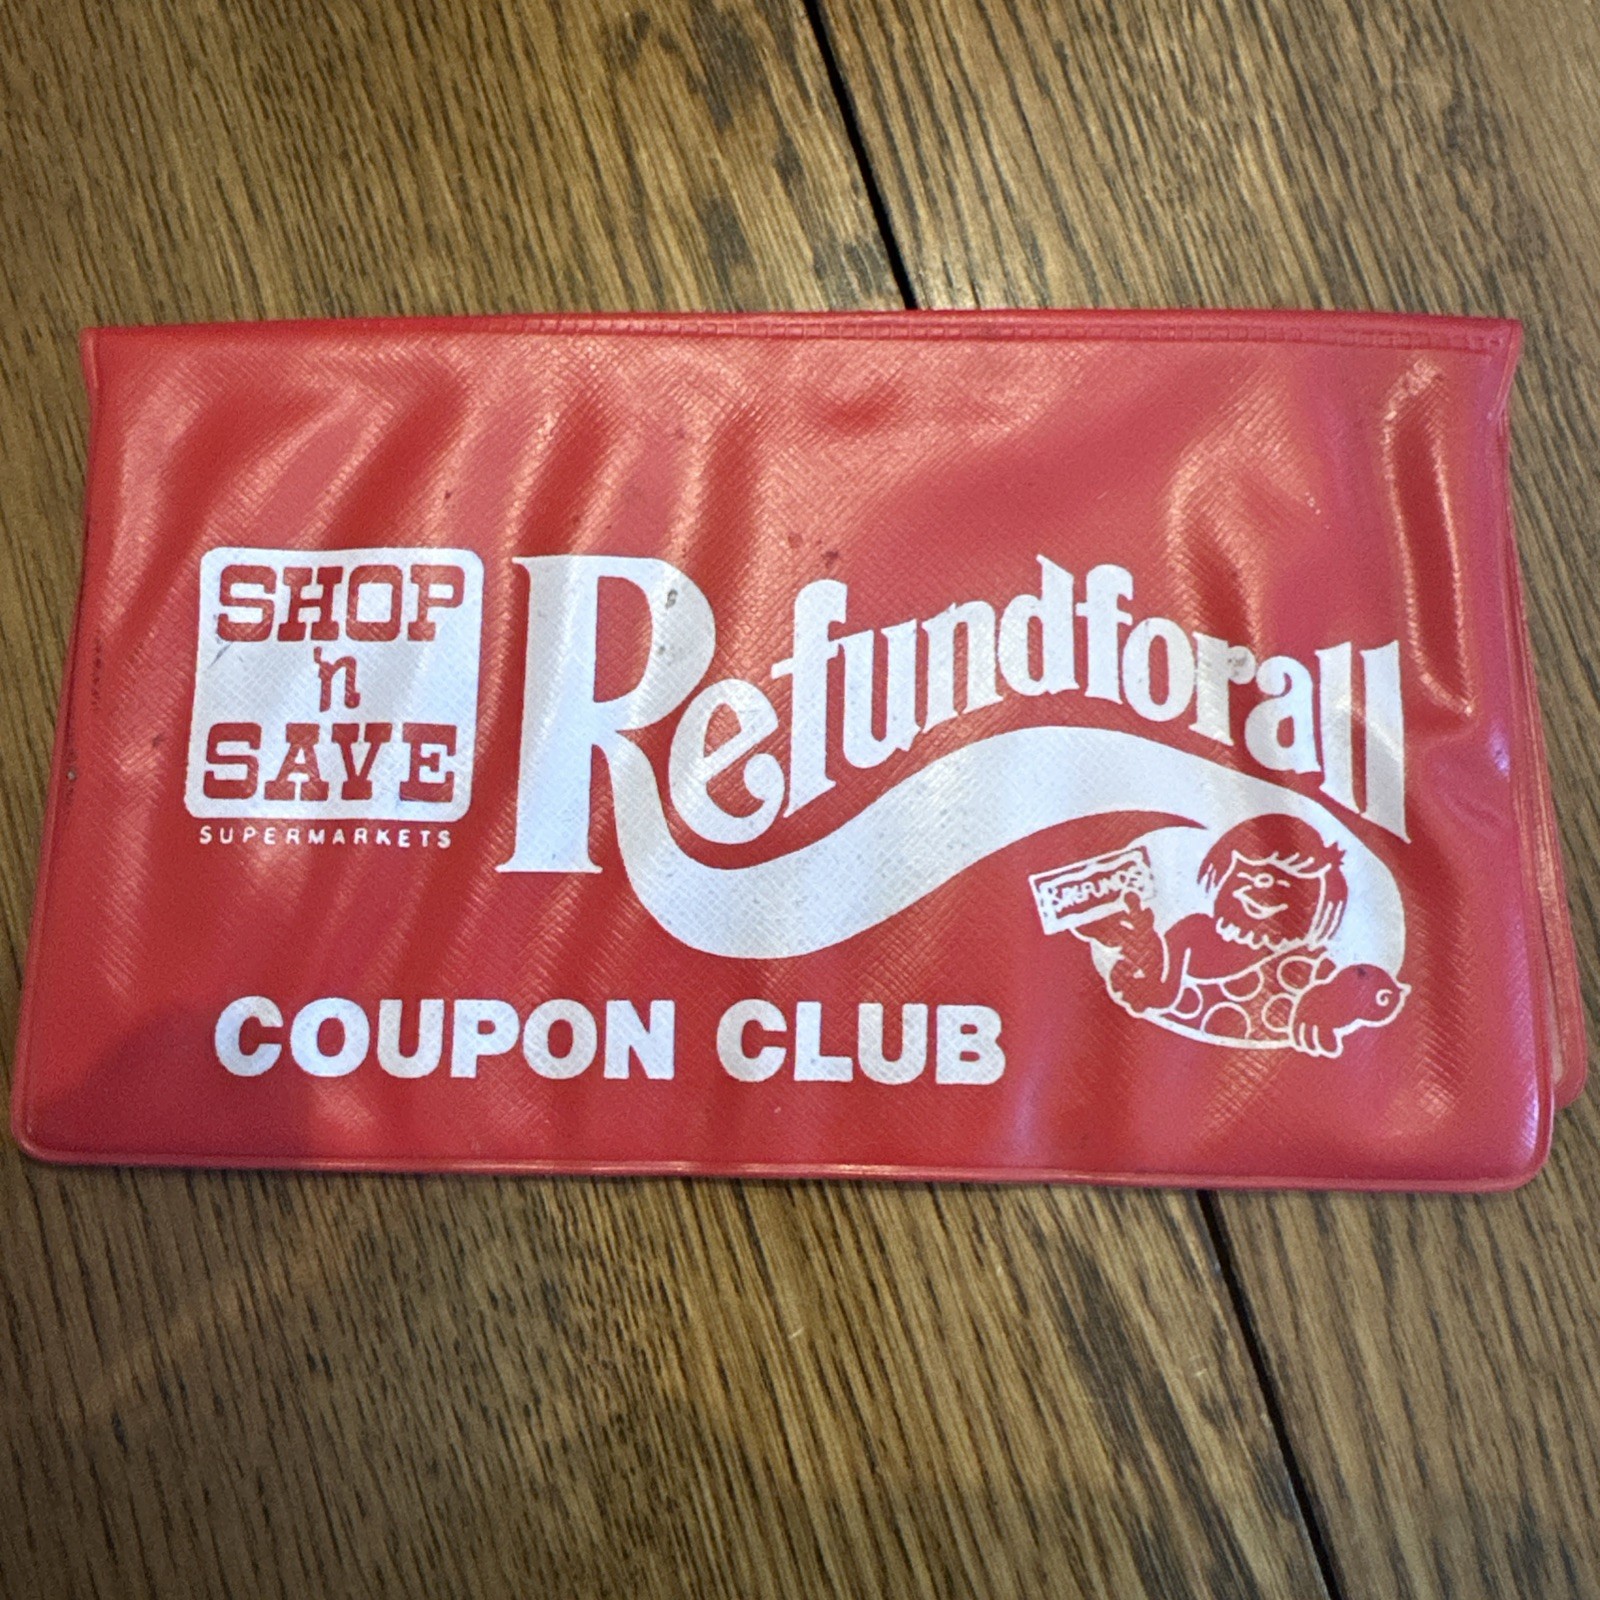 SHOP
'n
SAVE
SUPERMARKETS
Refundforall
$ REFUNDS $
COUPON CLUB